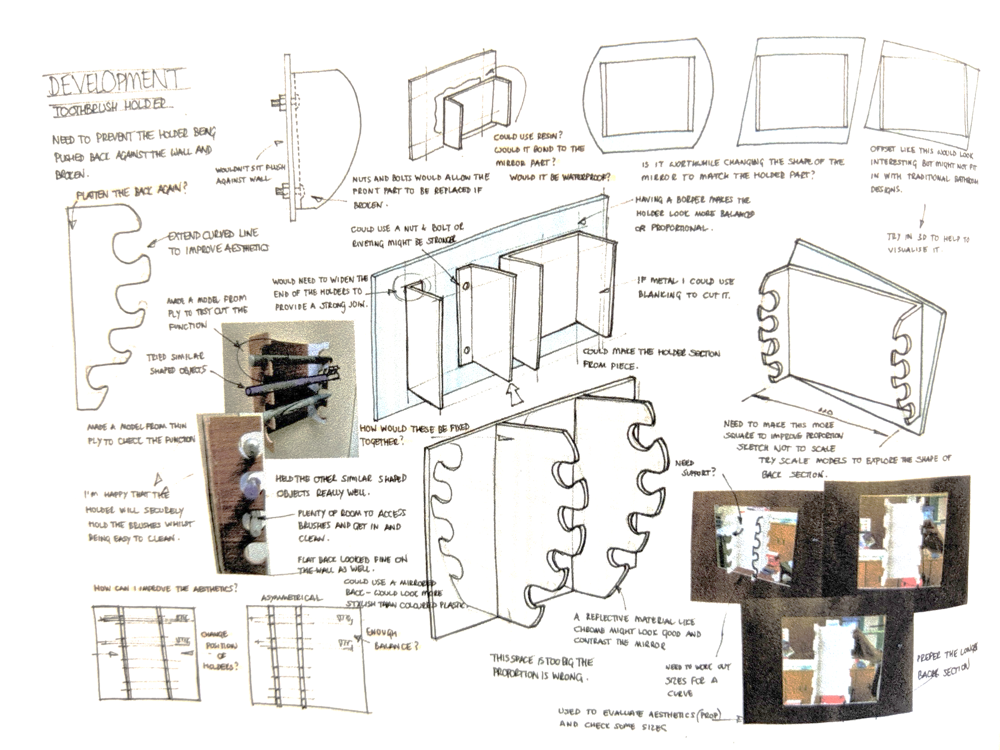 DEVELOPMENT
TOOTHBRUSH HOLDER
NEED TO PREVENT THE HOLDER BEING
PUSHED BACK AGAINST THE WALL AND
BROKEN.
FLATTEN THE BACK AGAIN?
EXTEND CURVED LINE
TO IMPROVE AESTHETICS
WOULDN'T SIT FLUSH
AGAINST WALL
NUTS AND BOLTS WOULD ALLOW THE
FRONT PART TO BE REPLACED IF
BROKEN.
COULD USE RESIN?
WOULD IT BOND TO THE
MIRROR PART?
WOULD IT BE WATERPROOF?
IS IT WORTHWHILE CHANGING THE SHAPE OF THE
MIRROR TO MATCH THE HOLDER PART?
OFFSET LIKE THIS WOULD LOOK
INTERESTING BUT MIGHT NOT FIT
IN WITH TRADITIONAL BATHROOM
DESIGNS.
TRY IN 3D TO HELP TO
VISUALISE IT.
HAVING A BORDER MAKES THE
HOLDER LOOK MORE BALANCED
OR PROPORTIONAL.
COULD USE A NUT & BOLT OR
RIVETING MIGHT BE STRONGER
WOULD NEED TO WIDEN THE
END OF THE HOLDERS TO
PROVIDE A STRONG JOIN.
IF METAL I COULD USE
BLANKING TO CUT IT.
COULD MAKE THE HOLDER SECTION
FROM PIECE.
MADE A MODEL FROM
PLY TO TEST OUT THE
FUNCTION
TRIED SIMILAR
SHAPED OBJECTS
MADE A MODEL FROM THIN
PLY TO CHECK THE FUNCTION
I'M HAPPY THAT THE
HOLDER WILL SECURELY
HOLD THE BRUSHES WHILST
BEING EASY TO CLEAN.
HELD THE OTHER SIMILAR SHAPED
OBJECTS REALLY WELL.
PLENTY OF ROOM TO ACCESS
BRUSHES AND GET IN AND
CLEAN.
FLAT BACK LOOKED FINE ON
THE WALL AS WELL.
COULD USE A MIRRORED
BACK - WOULD LOOK MORE
STYLISH THAN COLOURED PLASTIC.
HOW WOULD THESE BE FIXED
TOGETHER?
NEED TO MAKE THIS MORE
SQUARE TO IMPROVE PROPORTION
SKETCH NOT TO SCALE
TRY SCALE MODELS TO EXPLORE THE SHAPE OF
BACK SECTION.
NEED
SUPPORT?
HOW CAN I IMPROVE THE AESTHETICS?
CHANGE
POSITION
OF
HOLDERS?
ASYMMETRICAL
ENOUGH
BALANCE?
A REFLECTIVE MATERIAL LIKE
CHROME MIGHT LOOK GOOD AND
CONTRAST THE MIRROR
THIS SPACE IS TOO BIG THE
PROPORTION IS WRONG.
NEED TO WORK OUT
SIZES FOR A
CURVE
PREFER THE LONGER
BACK SECTION
USED TO EVALUATE AESTHETICS (PROP)
AND CHECK SOME SIZES